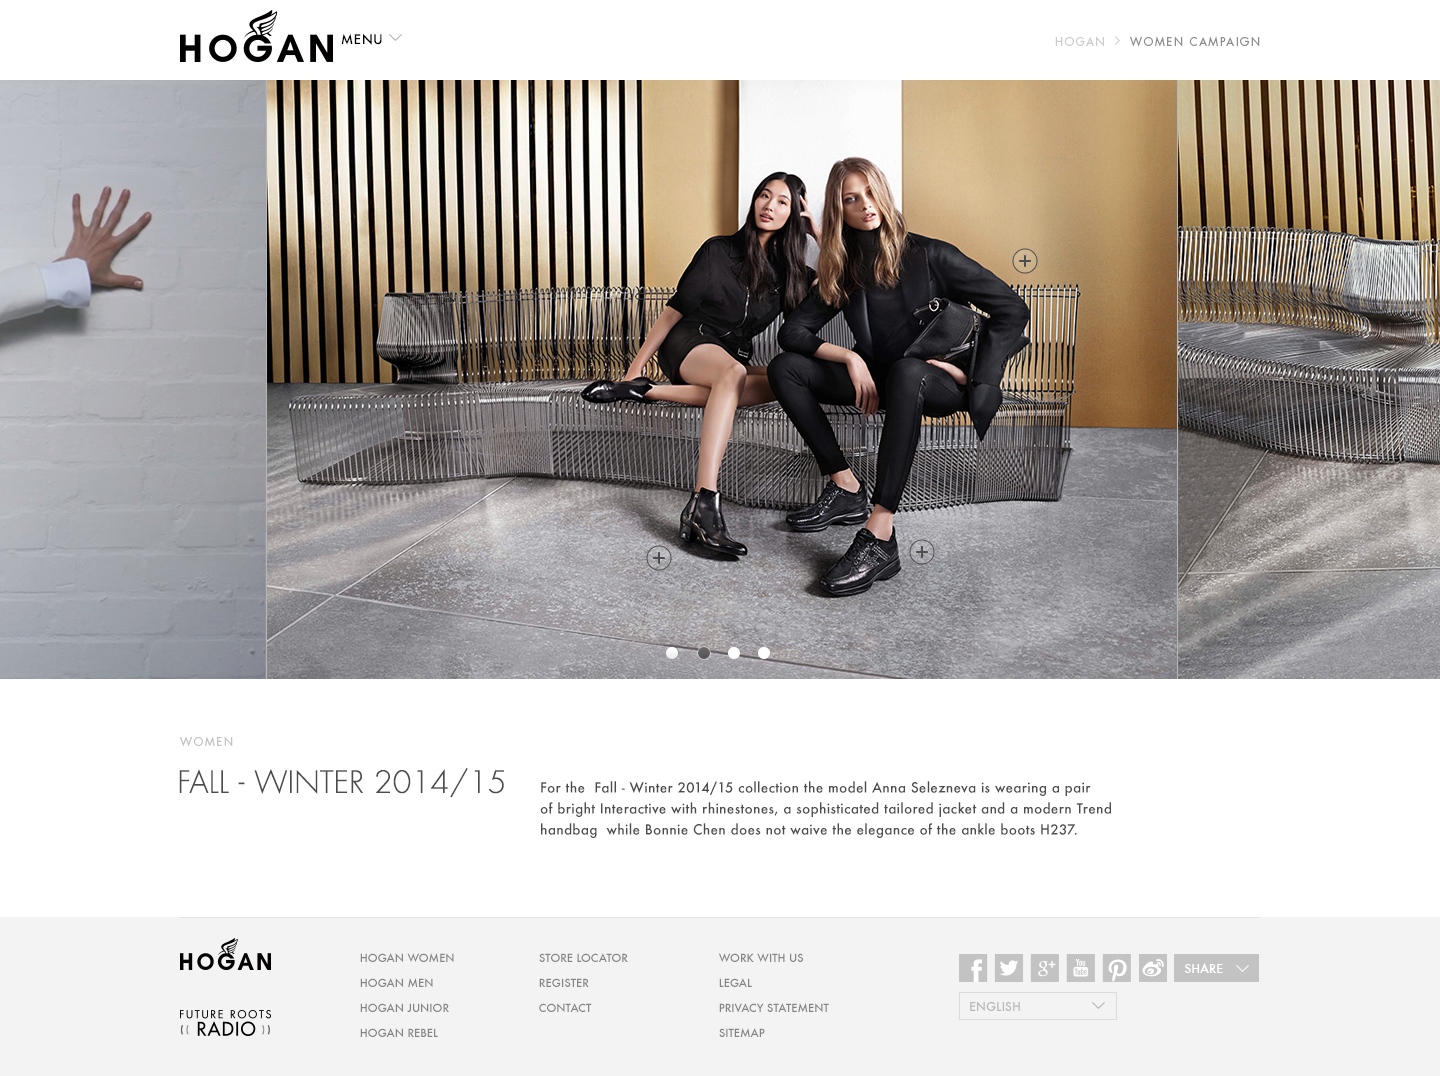 HOGAN
MENU
HOGAN > WOMEN CAMPAIGN
WOMEN
FALL - WINTER 2014/15
For the Fall - Winter 2014/15 collection the model Anna Selezneva is wearing a pair
of bright Interactive with rhinestones, a sophisticated tailored jacket and a modern Trend
handbag while Bonnie Chen does not waive the elegance of the ankle boots H237.
HOGAN
FUTURE ROOTS
((RADIO))
HOGAN WOMEN
HOGAN MEN
HOGAN JUNIOR
HOGAN REBEL
STORE LOCATOR
REGISTER
CONTACT
WORK WITH US
LEGAL
PRIVACY STATEMENT
SITEMAP
You Tube
SHARE
ENGLISH